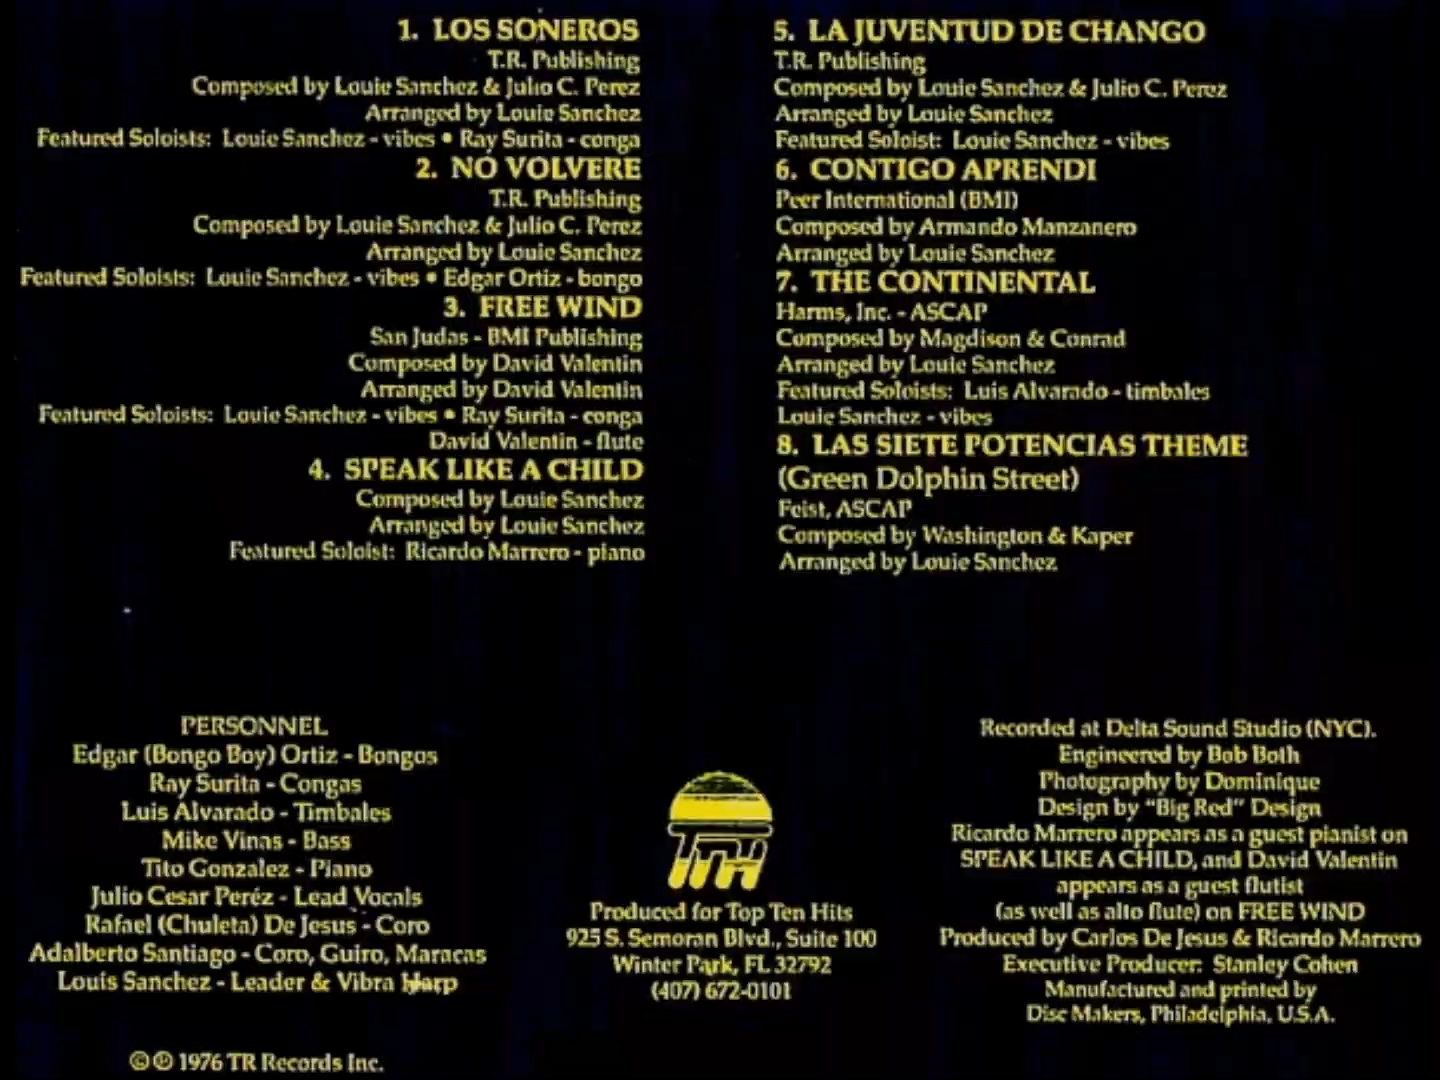 1. LOS SONEROS
T.R. Publishing
Composed by Louie Sanchez & Julio C. Perez
Arranged by Louie Sanchez
Featured Soloists: Louie Sanchez - vibes • Ray Surita - conga
2. NO VOLVERE
T.R. Publishing
Composed by Louie Sanchez & Julio C. Perez
Arranged by Louie Sanchez
Featured Soloists: Louie Sanchez - vibes • Edgar Ortiz - bongo
3. FREE WIND
San Judas - BMI Publishing
Composed by David Valentin
Arranged by David Valentin
Featured Soloists: Louie Sanchez - vibes • Ray Surita - conga
David Valentin - flute
4. SPEAK LIKE A CHILD
Composed by Louie Sanchez
Arranged by Louie Sanchez
Featured Soloist: Ricardo Marrero - piano
5. LA JUVENTUD DE CHANGO
T.R. Publishing
Composed by Louie Sanchez & Julio C. Perez
Arranged by Louie Sanchez
Featured Soloist: Louie Sanchez - vibes
6. CONTIGO APRENDI
Peer International (BMI)
Composed by Armando Manzanero
Arranged by Louie Sanchez
7. THE CONTINENTAL
Harms, Inc. - ASCAP
Composed by Magdison & Conrad
Arranged by Louie Sanchez
Featured Soloists: Luis Alvarado - timbales
Louie Sanchez - vibes
8. LAS SIETE POTENCIAS THEME
(Green Dolphin Street)
Feist, ASCAP
Composed by Washington & Kaper
Arranged by Louie Sanchez
PERSONNEL
Edgar (Bongo Boy) Ortiz - Bongos
Ray Surita - Congas
Luis Alvarado - Timbales
Mike Vinas - Bass
Tito Gonzalez - Piano
Julio Cesar Peréz - Lead Vocals
Rafael (Chuleta) De Jesus - Coro
Adalberto Santiago - Coro, Guiro, Maracas
Louis Sanchez - Leader & Vibra Harp
© ℗ 1976 TR Records Inc.
TTH
Produced for Top Ten Hits
925 S. Semoran Blvd., Suite 100
Winter Park, FL 32792
(407) 672-0101
Recorded at Delta Sound Studio (NYC).
Engineered by Bob Both
Photography by Dominique
Design by "Big Red" Design
Ricardo Marrero appears as a guest pianist on
SPEAK LIKE A CHILD, and David Valentin
appears as a guest flutist
(as well as alto flute) on FREE WIND
Produced by Carlos De Jesus & Ricardo Marrero
Executive Producer: Stanley Cohen
Manufactured and printed by
Disc Makers, Philadelphia, U.S.A.